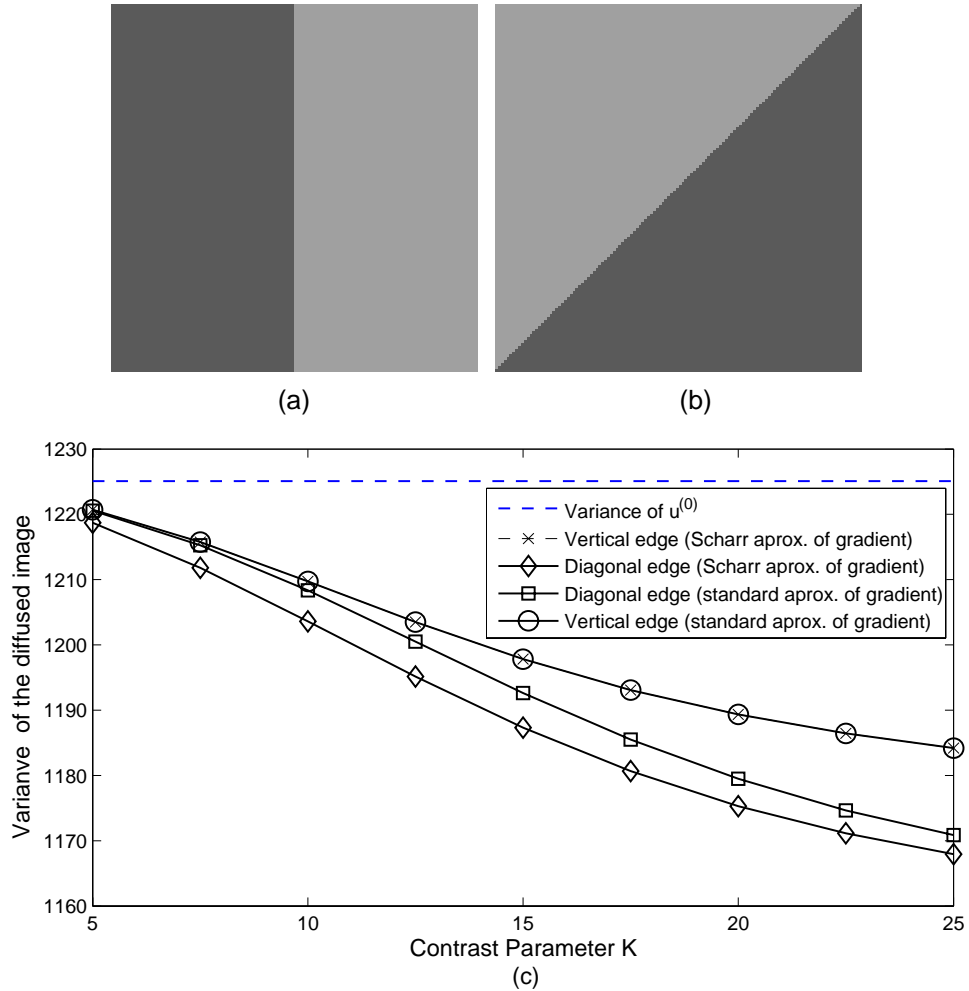 (a)
(b)
Varianve of the diffused image
1230
1220
1210
1200
1190
1180
1170
1160
Variance of u(0)
Vertical edge (Scharr aprox. of gradient)
Diagonal edge (Scharr aprox. of gradient)
Diagonal edge (standard aprox. of gradient)
Vertical edge (standard aprox. of gradient)
5
10
15
20
25
Contrast Parameter K
(c)